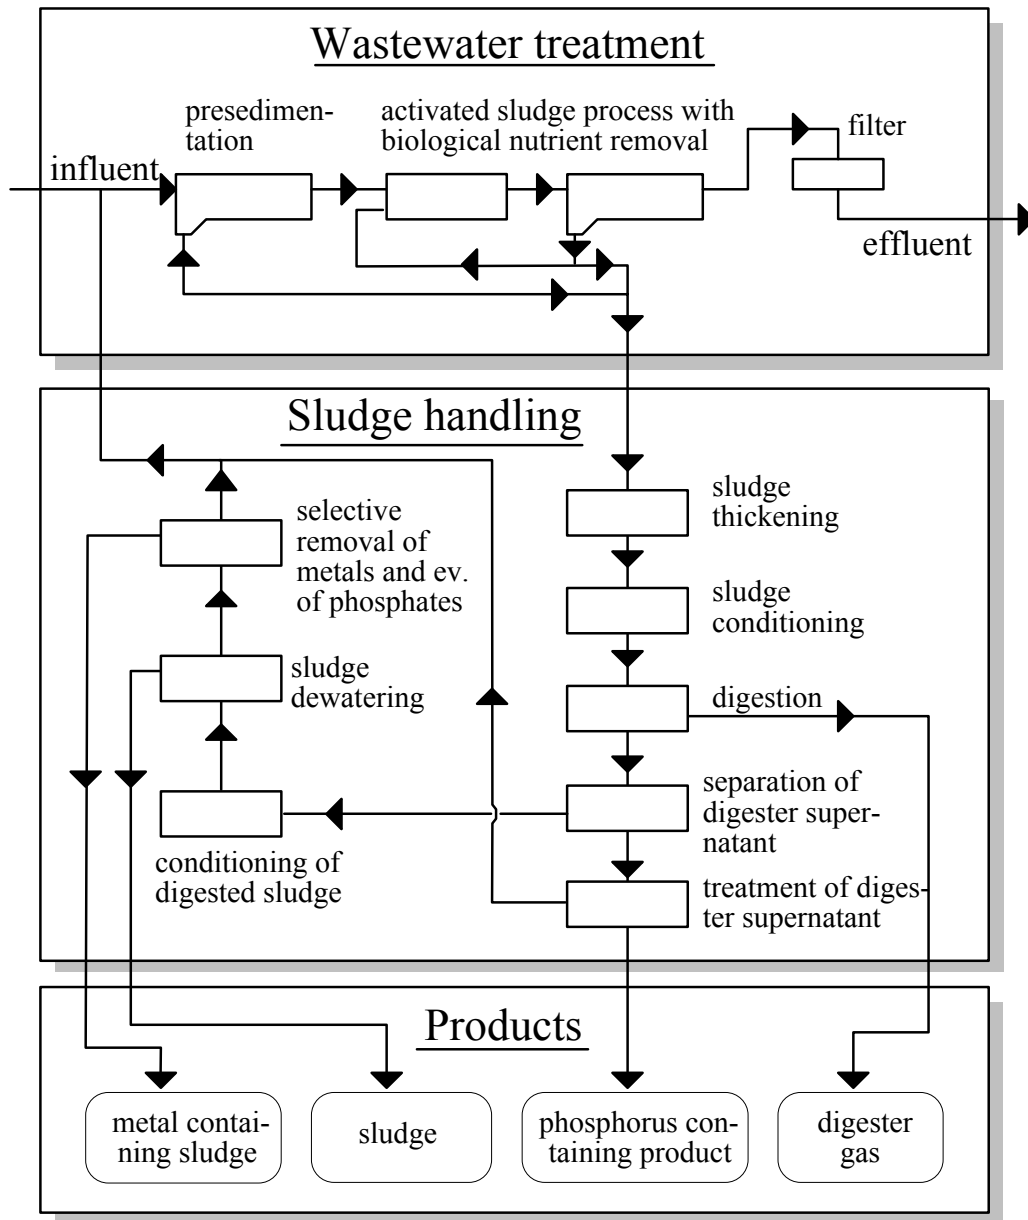 Wastewater treatment
presedimen-
tation
activated sludge process with
biological nutrient removal
filter
influent
effluent
Sludge handling
sludge
thickening
selective
removal of
metals and ev.
of phosphates
sludge
conditioning
sludge
dewatering
digestion
separation of
digester super-
natant
conditioning of
digested sludge
treatment of diges-
ter supernatant
Products
metal contai-
ning sludge
sludge
phosphorus con-
taining product
digester
gas